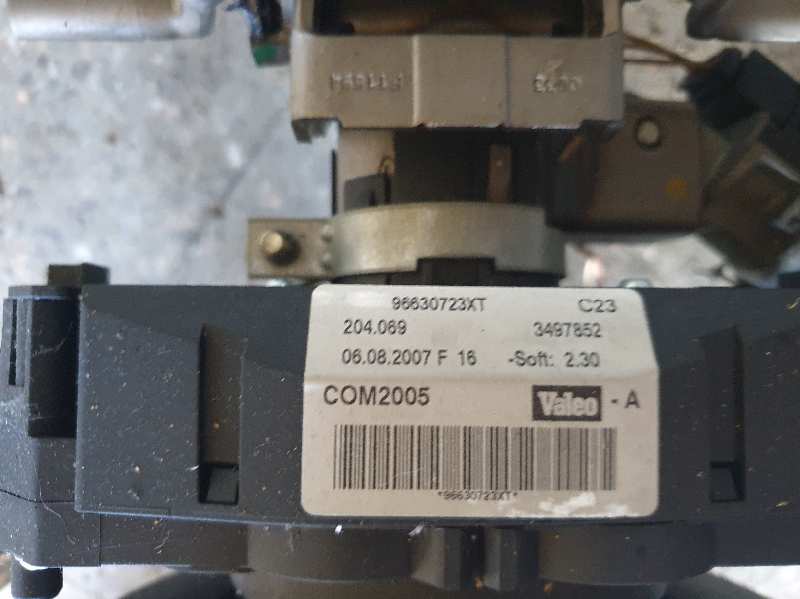 96630723XT C23
204.069 3497852
06.08.2007 F 16 -Soft: 2.30
COM2005 Valeo - A
*96630723XT*